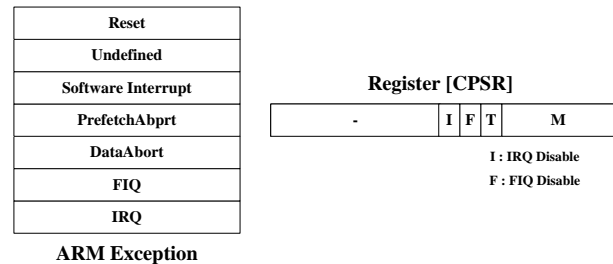 Reset
Undefined
Software Interrupt
PrefetchAbprt
DataAbort
FIQ
IRQ
ARM Exception
Register [CPSR]
- I F T M
I : IRQ Disable
F : FIQ Disable